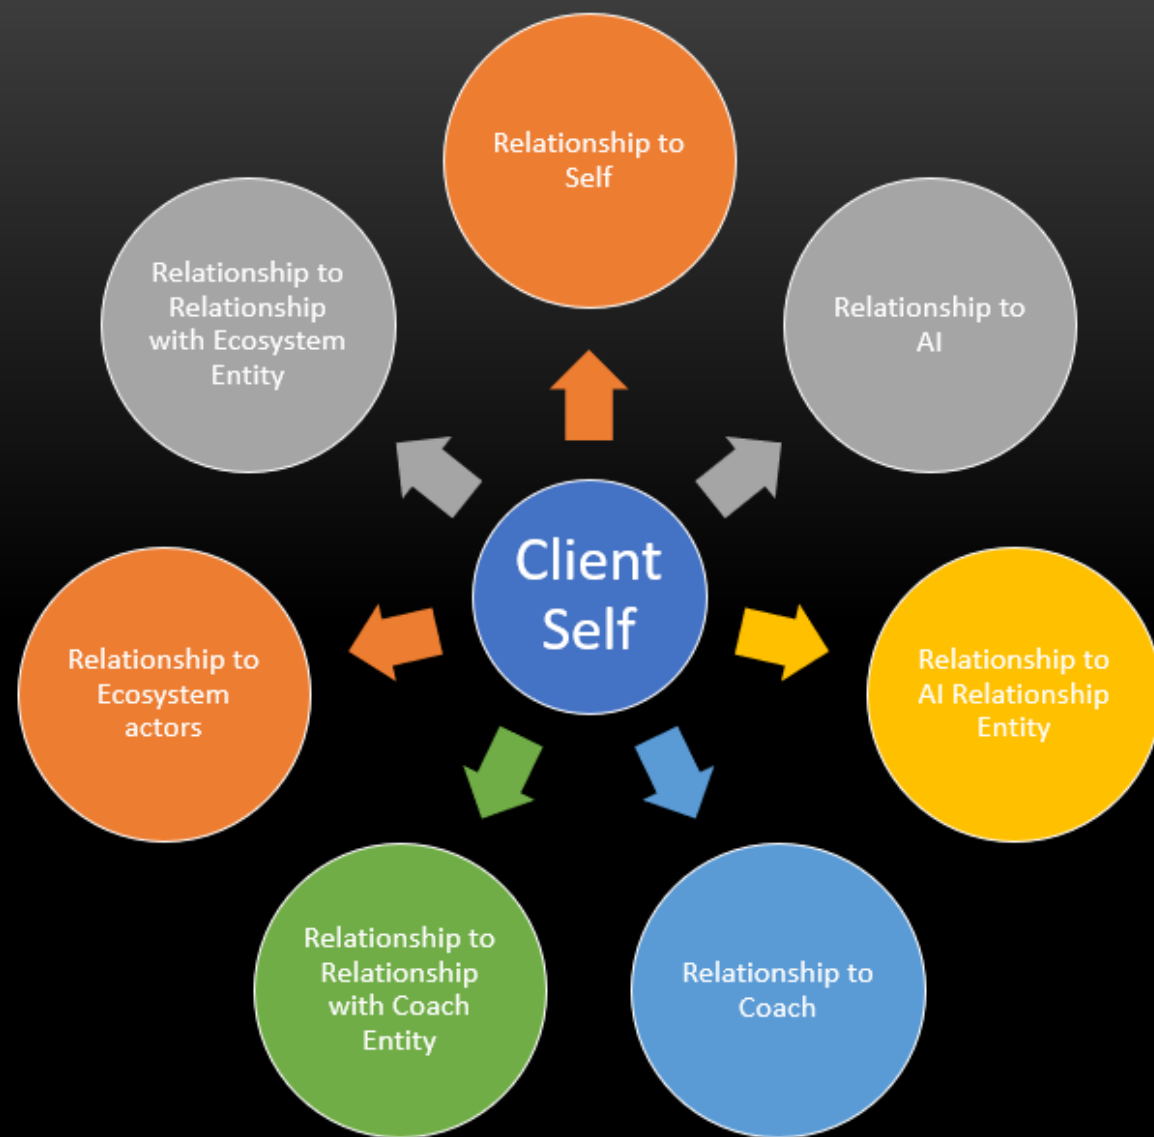 Relationship to
Self
Relationship to
AI
Relationship to
AI Relationship
Entity
Relationship to
Coach
Relationship to
Relationship
with Coach
Entity
Relationship to
Ecosystem
actors
Relationship to
Relationship
with Ecosystem
Entity
Client
Self